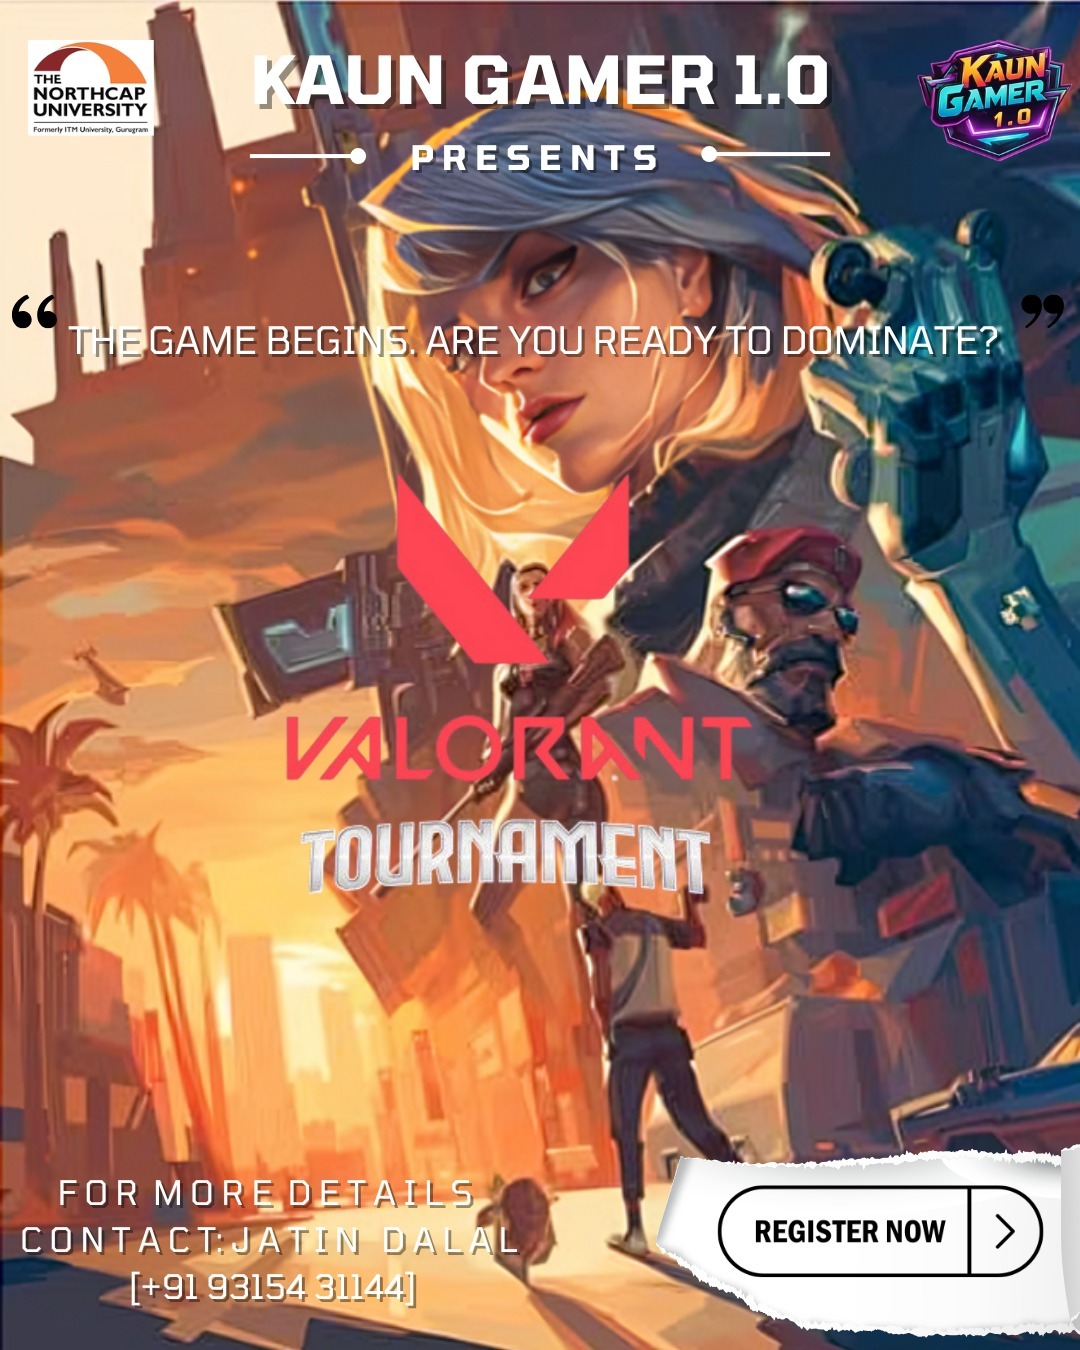 THE
NORTHCAP
UNIVERSITY
Formerly ITM University, Gurugram
KAUN GAMER 1.0
KAUN
GAMER
1.0
PRESENTS
“ THE GAME BEGINS. ARE YOU READY TO DOMINATE? ”
VALORANT
TOURNAMENT
FOR MORE DETAILS
CONTACT:JATIN DALAL
[+91 93154 31144]
REGISTER NOW